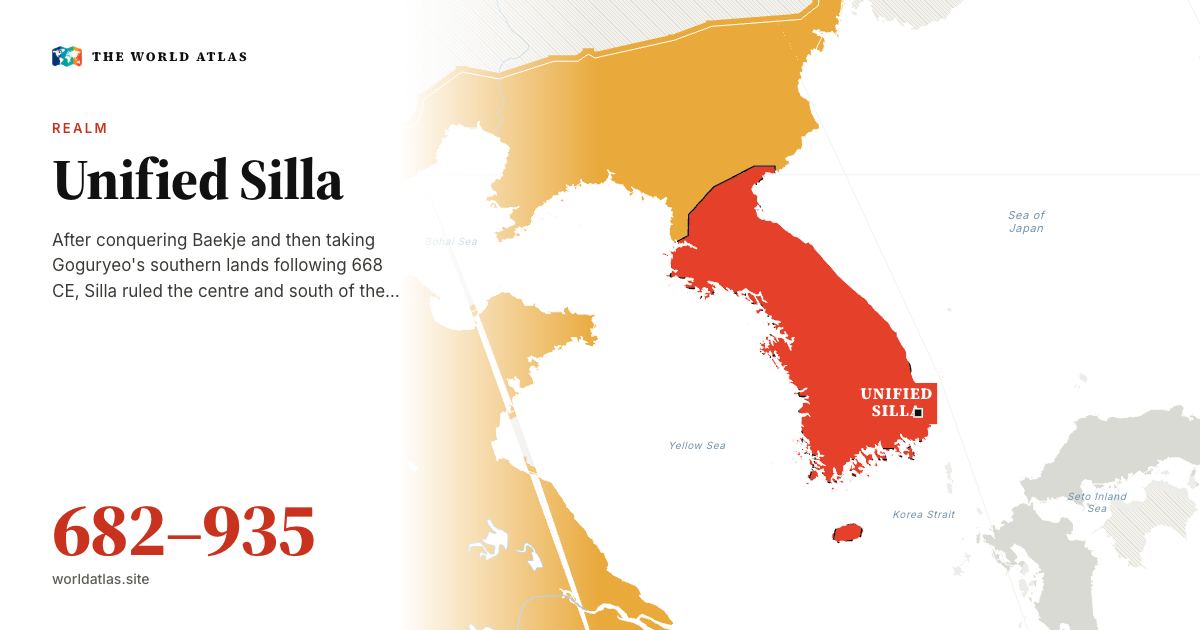 THE WORLD ATLAS
REALM
Unified Silla
After conquering Baekje and then taking
Goguryeo's southern lands following 668
CE, Silla ruled the centre and south of the...
682–935
worldatlas.site
Bohai Sea
Sea of
Japan
UNIFIED
SILLA
Yellow Sea
Korea Strait
Seto Inland
Sea